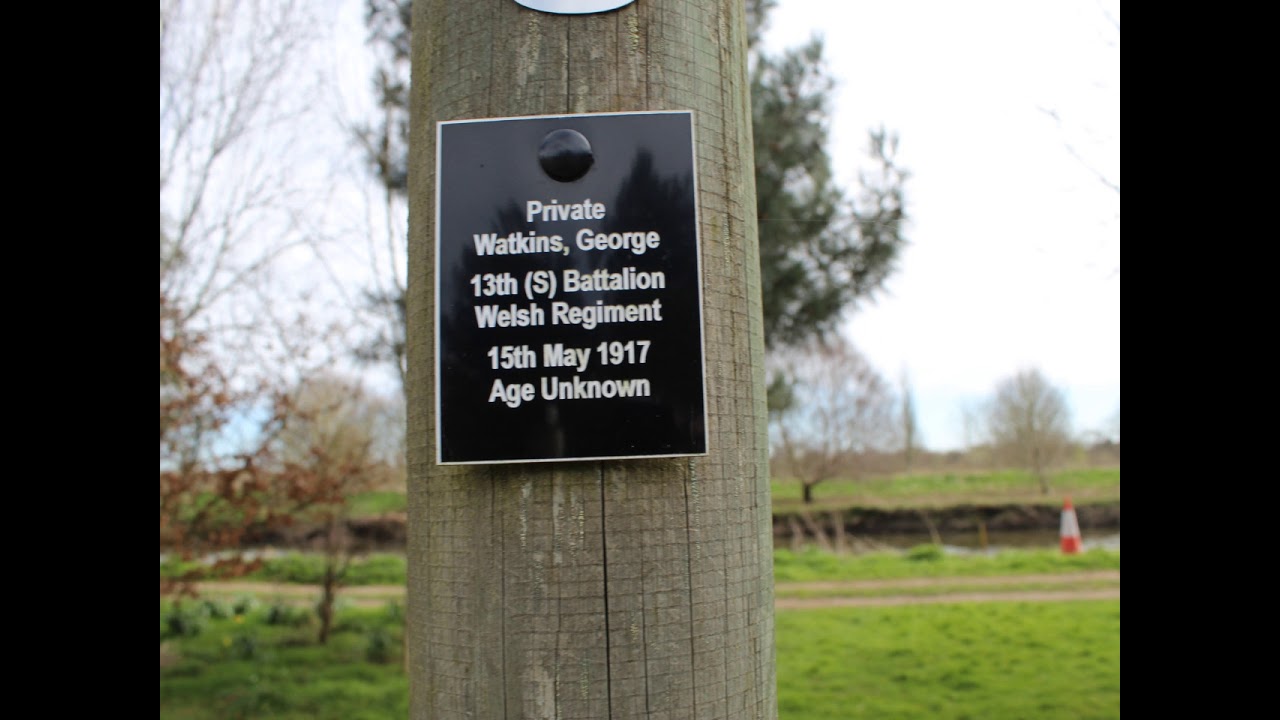 Private
Watkins, George
13th (S) Battalion
Welsh Regiment
15th May 1917
Age Unknown